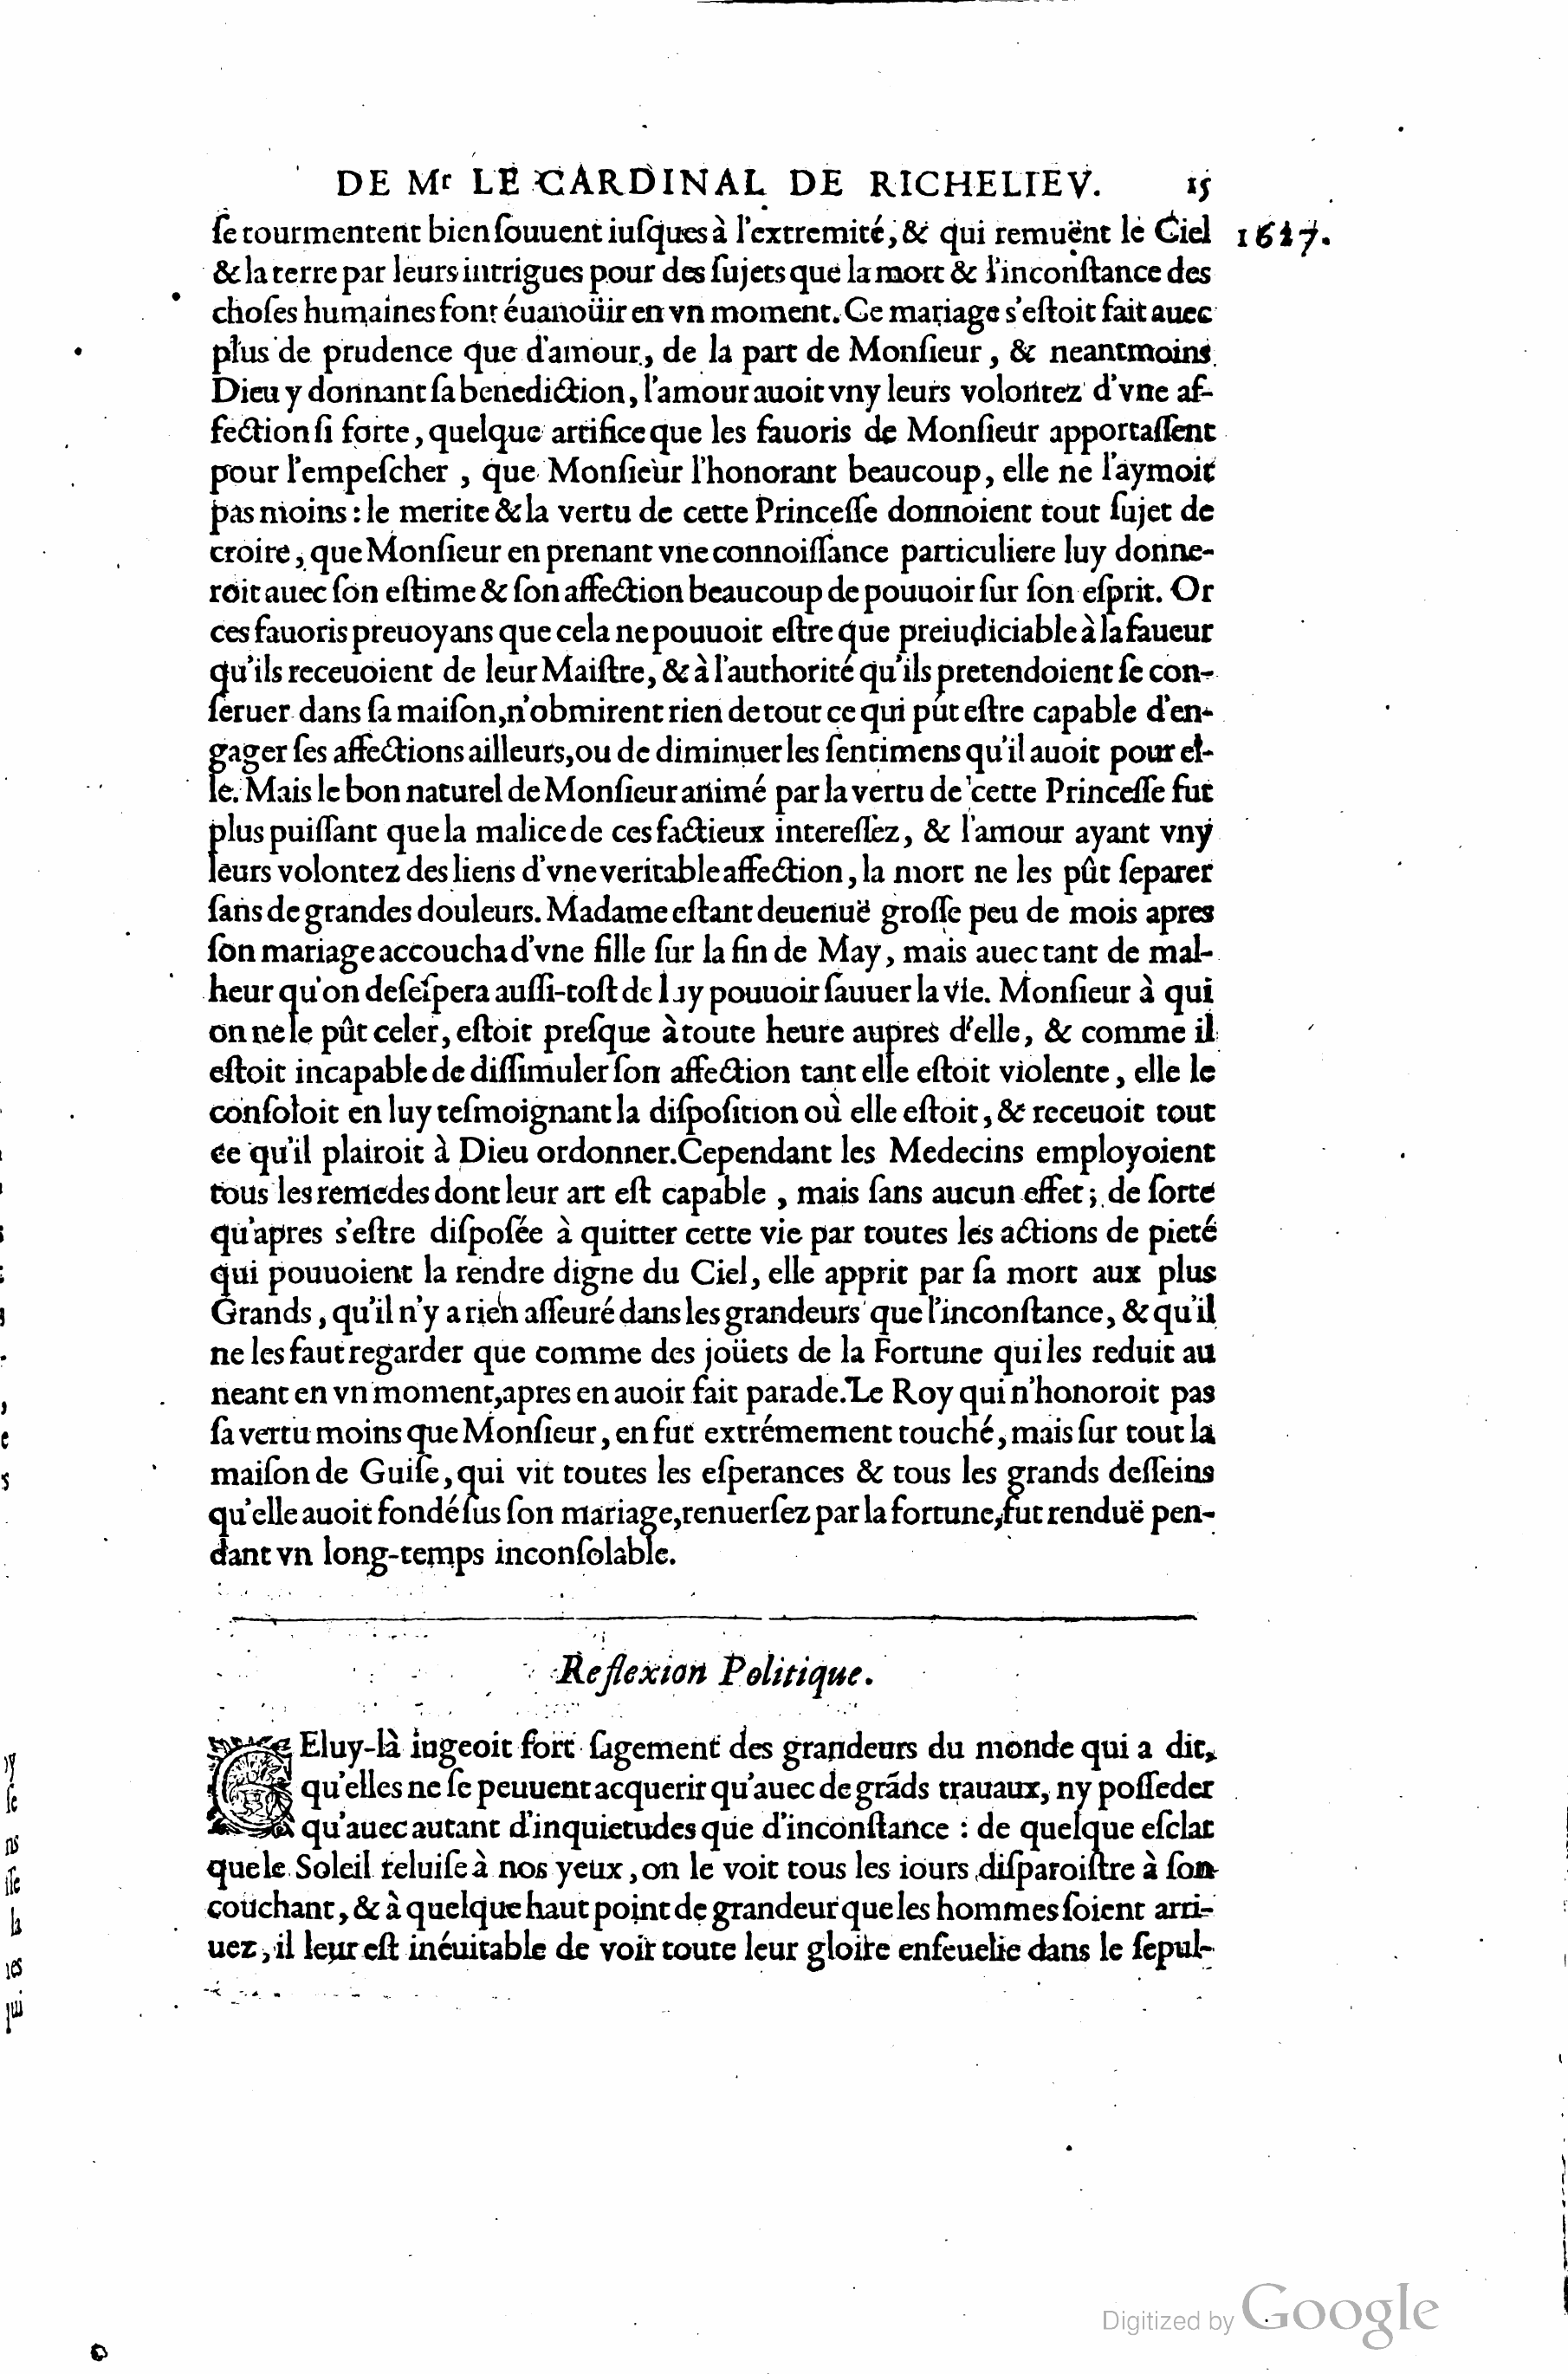 DE Mr LE CARDINAL DE RICHELIEV. 15
ſe tourmentent bien ſouuent iuſques à l'extremité, & qui remuënt le Ciel 1627.
& la terre par leurs intrigues pour des ſujets que la mort & l'inconſtance des
choſes humaines font éuanoüir en vn moment. Ce mariage s'eſtoit fait auec
plus de prudence que d'amour, de la part de Monſieur, & neantmoins
Dieu y donnant ſa benediction, l'amour auoit vny leurs volontez d'vne af-
fection ſi forte, quelque artifice que les fauoris de Monſieur apportaſſent
pour l'empeſcher, que Monſieur l'honorant beaucoup, elle ne l'aymoit
pas moins : le merite & la vertu de cette Princeſſe donnoient tout ſujet de
croire, que Monſieur en prenant vne connoiſſance particuliere luy donne-
roit auec ſon eſtime & ſon affection beaucoup de pouuoir ſur ſon eſprit. Or
ces fauoris preuoyans que cela ne pouuoit eſtre que preiudiciable à la faueur
qu'ils receuoient de leur Maiſtre, & à l'authorité qu'ils pretendoient ſe con-
ſeruer dans ſa maiſon, n'obmirent rien de tout ce qui pút eſtre capable d'en-
gager ſes affections ailleurs, ou de diminuer les ſentimens qu'il auoit pour el-
le. Mais le bon naturel de Monſieur animé par la vertu de cette Princeſſe fut
plus puiſſant que la malice de ces factieux intereſſez, & l'amour ayant vny
leurs volontez des liens d'vne veritable affection, la mort ne les pût ſeparer
ſans de grandes douleurs. Madame eſtant deuenuë groſſe peu de mois apres
ſon mariage accoucha d'vne fille ſur la fin de May, mais auec tant de mal-
heur qu'on deſeſpera auſſi-toſt de luy pouuoir ſauuer la vie. Monſieur à qui
on ne le pût celer, eſtoit preſque à toute heure aupres d'elle, & comme il
eſtoit incapable de diſſimuler ſon affection tant elle eſtoit violente, elle le
conſoloit en luy teſmoignant la diſpoſition où elle eſtoit, & receuoit tout
ce qu'il plairoit à Dieu ordonner. Cependant les Medecins employoient
tous les remedes dont leur art eſt capable, mais ſans aucun effet ; de ſorte
qu'apres s'eſtre diſpoſée à quitter cette vie par toutes les actions de pieté
qui pouuoient la rendre digne du Ciel, elle apprit par ſa mort aux plus
Grands, qu'il n'y a rien aſſeuré dans les grandeurs que l'inconſtance, & qu'il
ne les faut regarder que comme des joüets de la Fortune qui les reduit au
neant en vn moment, apres en auoir fait parade. Le Roy qui n'honoroit pas
ſa vertu moins que Monſieur, en fut extrémement touché, mais ſur tout la
maiſon de Guiſe, qui vit toutes les eſperances & tous les grands deſſeins
qu'elle auoit fondé ſus ſon mariage, renuerſez par la fortune, fut renduë pen-
dant vn long-temps inconſolable.
Reflexion Politique.
CEluy-là iugeoit fort ſagement des grandeurs du monde qui a dit,
qu'elles ne ſe peuuent acquerir qu'auec de grãds trauaux, ny poſſeder
qu'auec autant d'inquietudes que d'inconſtance : de quelque eſclat
que le Soleil reluiſe à nos yeux, on le voit tous les iours diſparoiſtre à ſon
couchant, & à quelque haut point de grandeur que les hommes ſoient arri-
uez, il leur eſt inéuitable de voir toute leur gloire enſeuelie dans le ſepul-
Digitized by Google